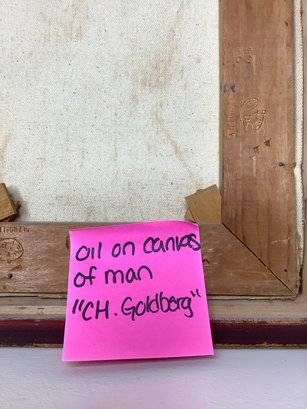 oil on canvas
of man
"CH. Goldberg"